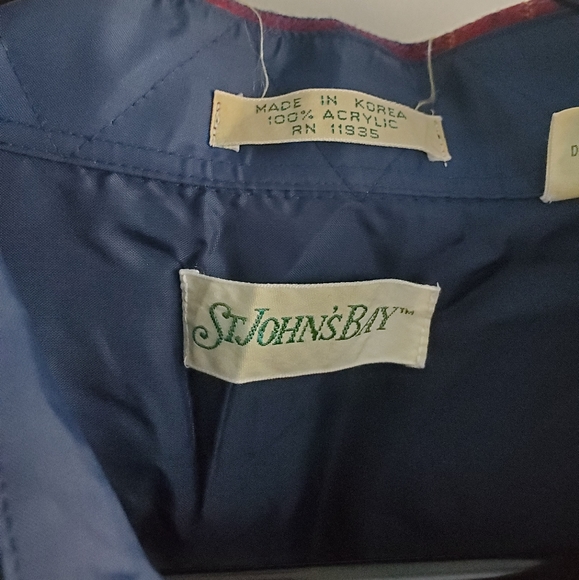 MADE IN KOREA
100% ACRYLIC
RN 11935
D
ST. JOHN'S BAY™